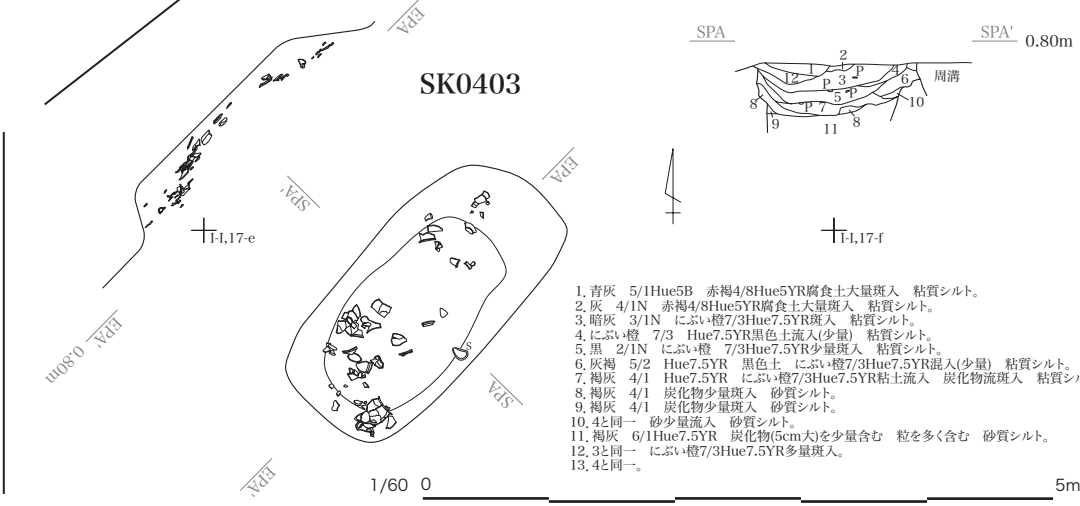 EPA
SPA
SPA'
0.80m
SK0403
2
1
P
4
12
P
3
6
周溝
5
P
8
P
7
10
9
11
8
EPA
SPA'
I-I,17-e
I-I,17-f
EPA'
0.80m
S
SPA
EPA'
1. 青灰　5/1Hue5B　赤褐4/8Hue5YR腐食土大量斑入　粘質シルト。
2. 灰　4/1N　赤褐4/8Hue5YR腐食土大量斑入　粘質シルト。
3. 暗灰　3/1N　にぶい橙7/3Hue7.5YR斑入　粘質シルト。
4. にぶい橙　7/3　Hue7.5YR黒色土流入(少量)　粘質シルト。
5. 黒　2/1N　にぶい橙　7/3Hue7.5YR少量斑入　粘質シルト。
6. 灰褐　5/2　Hue7.5YR　黒色土　にぶい橙7/3Hue7.5YR混入(少量)　粘質シルト。
7. 褐灰　4/1　Hue7.5YR　にぶい橙7/3Hue7.5YR粘土流入　炭化物流斑入　粘質シ
8. 褐灰　4/1　炭化物少量斑入　砂質シルト。
9. 褐灰　4/1　炭化物少量斑入　砂質シルト。
10. 4と同一　砂少量流入　砂質シルト。
11. 褐灰　6/1Hue7.5YR　炭化物(5cm大)を少量含む　粒を多く含む　砂質シルト。
12. 3と同一　にぶい橙7/3Hue7.5YR多量斑入。
13. 4と同一。
1/60 0
5m